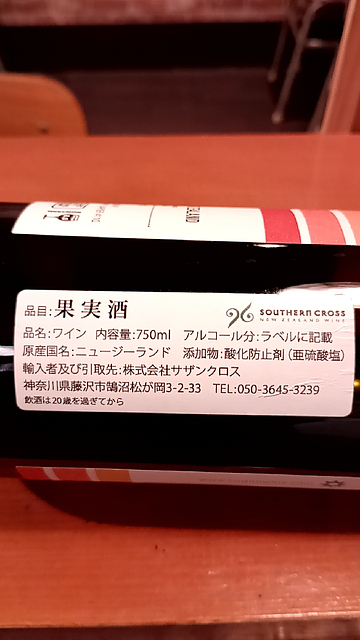 品目:果実酒
SOUTHERN CROSS
NEW ZEALAND WINE
品名:ワイン 内容量:750ml アルコール分:ラベルに記載
原産国名:ニュージーランド 添加物:酸化防止剤(亜硫酸塩)
輸入者及び引取先:株式会社サザンクロス
神奈川県藤沢市鵠沼松が岡3-2-33 TEL:050-3645-3239
飲酒は20歳を過ぎてから